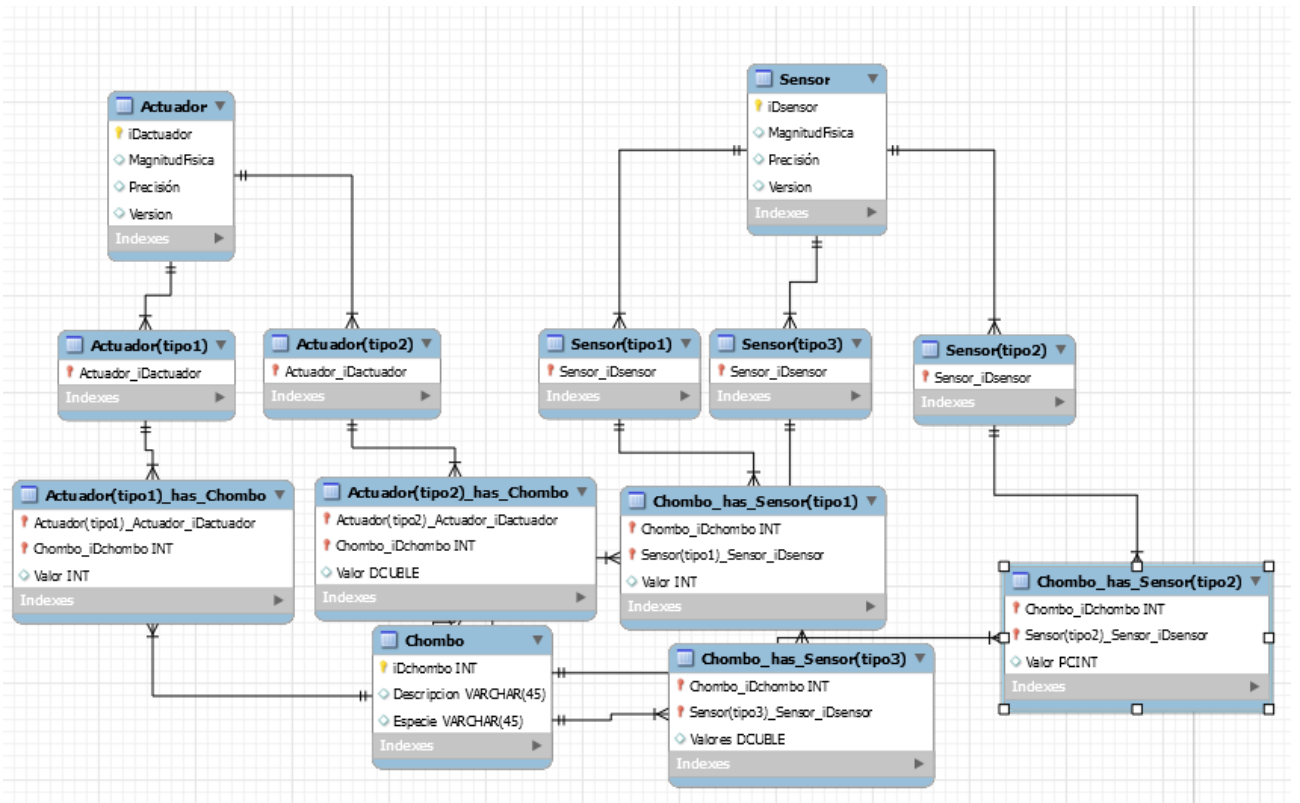 Actuador
iDactuador
MagnitudFisica
Precisión
Version
Indexes
Sensor
iDsensor
MagnitudFisica
Precisión
Version
Indexes
Actuador(tipo1)
Actuador_iDactuador
Indexes
Actuador(tipo2)
Actuador_iDactuador
Indexes
Sensor(tipo1)
Sensor_iDsensor
Indexes
Sensor(tipo3)
Sensor_iDsensor
Indexes
Sensor(tipo2)
Sensor_iDsensor
Indexes
Actuador(tipo1)_has_Chombo
Actuador(tipo1)_Actuador_iDactuador
Chombo_iDchombo INT
Valor INT
Indexes
Actuador(tipo2)_has_Chombo
Actuador(tipo2)_Actuador_iDactuador
Chombo_iDchombo INT
Valor DOUBLE
Indexes
Chombo_has_Sensor(tipo1)
Chombo_iDchombo INT
Sensor(tipo1)_Sensor_iDsensor
Valor INT
Indexes
Chombo_has_Sensor(tipo2)
Chombo_iDchombo INT
Sensor(tipo2)_Sensor_iDsensor
Valor POINT
Indexes
Chombo
iDchombo INT
Descripcion VARCHAR(45)
Especie VARCHAR(45)
Indexes
Chombo_has_Sensor(tipo3)
Chombo_iDchombo INT
Sensor(tipo3)_Sensor_iDsensor
Valores DOUBLE
Indexes